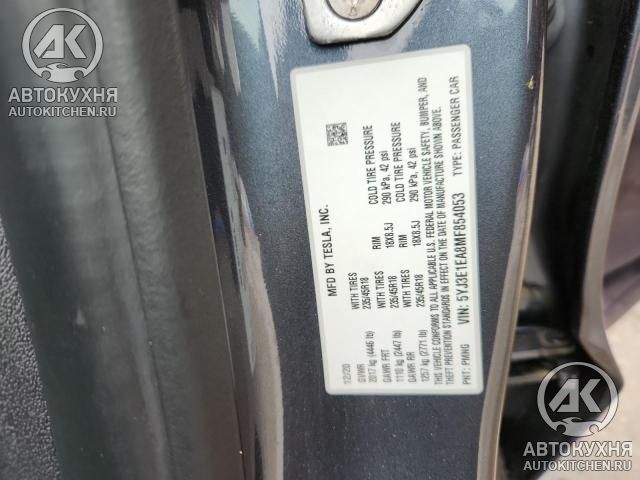 AK
АВТОКУХНЯ
AUTOKITCHEN.RU
MFD BY TESLA, INC.
12/20
GVWR
2017 kg (4446 lb)
GAWR FRT
1110 kg (2447 lb)
WITH TIRES
235/45R18
RIM
18X8.5J
COLD TIRE PRESSURE
290 kPa, 42 psi
GAWR RR
1257 kg (2771 lb)
WITH TIRES
235/45R18
RIM
18X8.5J
COLD TIRE PRESSURE
290 kPa, 42 psi
THIS VEHICLE CONFORMS TO ALL APPLICABLE U.S. FEDERAL MOTOR VEHICLE SAFETY, BUMPER, AND
THEFT PREVENTION STANDARDS IN EFFECT ON THE DATE OF MANUFACTURE SHOWN ABOVE.
PNT: PMNG VIN: 5YJ3E1EA8MF854053 TYPE: PASSENGER CAR
AK
АВТОКУХНЯ
AUTOKITCHEN.RU